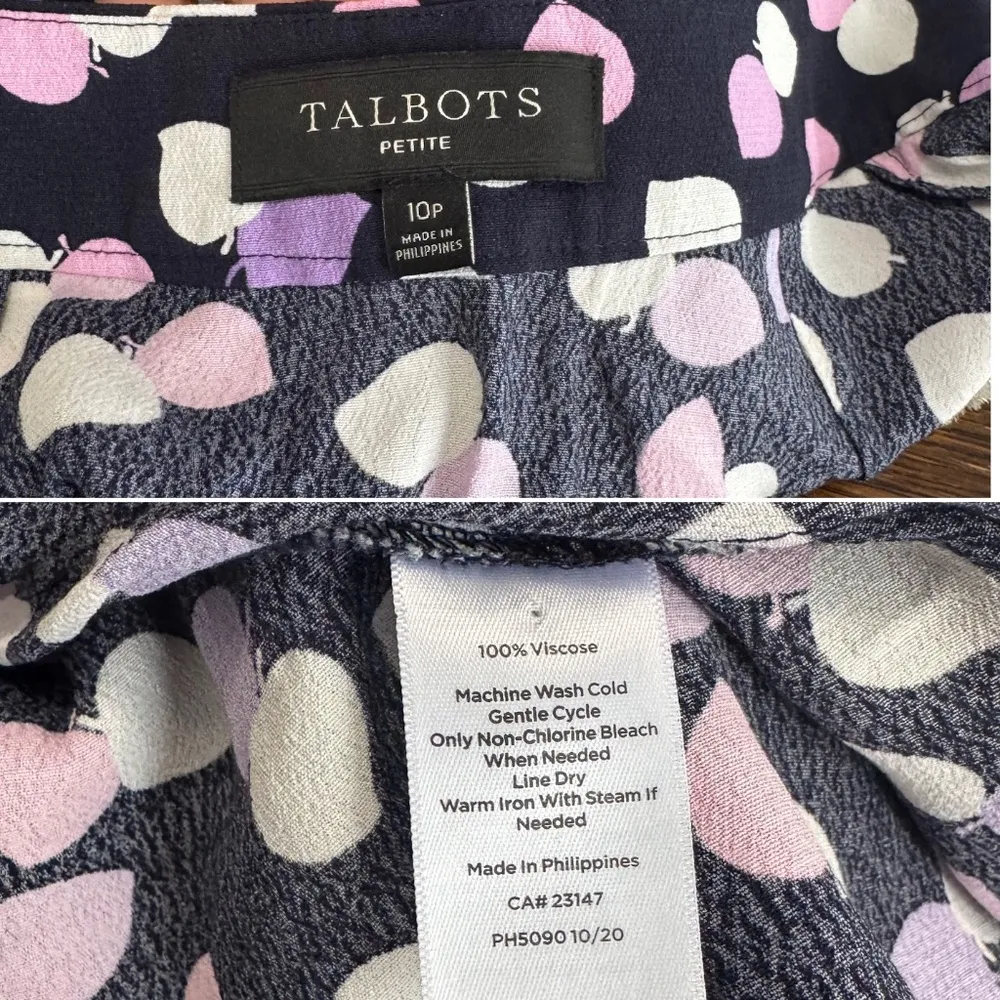 TALBOTS
PETITE
10P
MADE IN
PHILIPPINES
100% Viscose
Machine Wash Cold
Gentle Cycle
Only Non-Chlorine Bleach
When Needed
Line Dry
Warm Iron With Steam If
Needed
Made In Philippines
CA# 23147
PH5090 10/20